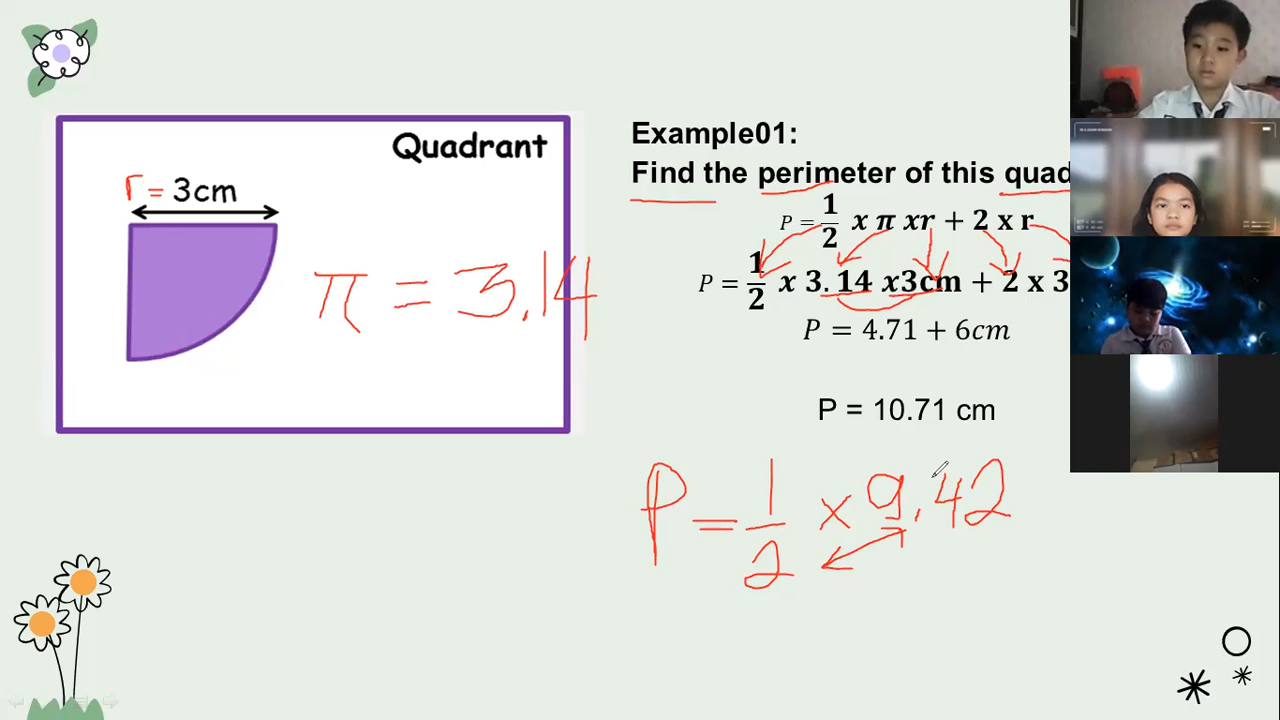 Quadrant
r = 3cm
π = 3.14
Example01:
Find the perimeter of this quad
P = 1/2 x π xr + 2 x r
P = 1/2 x 3.14 x3cm + 2 x 3
P = 4.71 + 6cm
P = 10.71 cm
P = 1/2 x 9.42